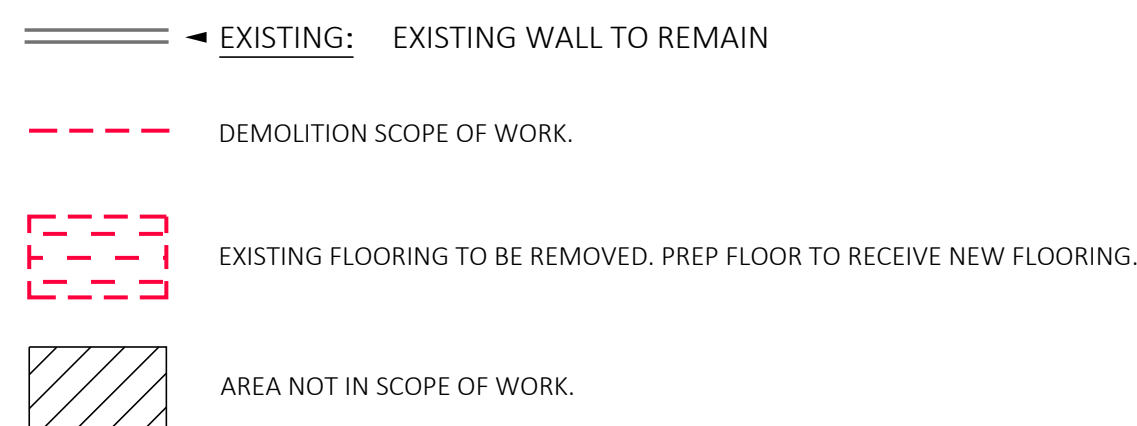 EXISTING: EXISTING WALL TO REMAIN
DEMOLITION SCOPE OF WORK.
EXISTING FLOORING TO BE REMOVED. PREP FLOOR TO RECEIVE NEW FLOORING.
AREA NOT IN SCOPE OF WORK.